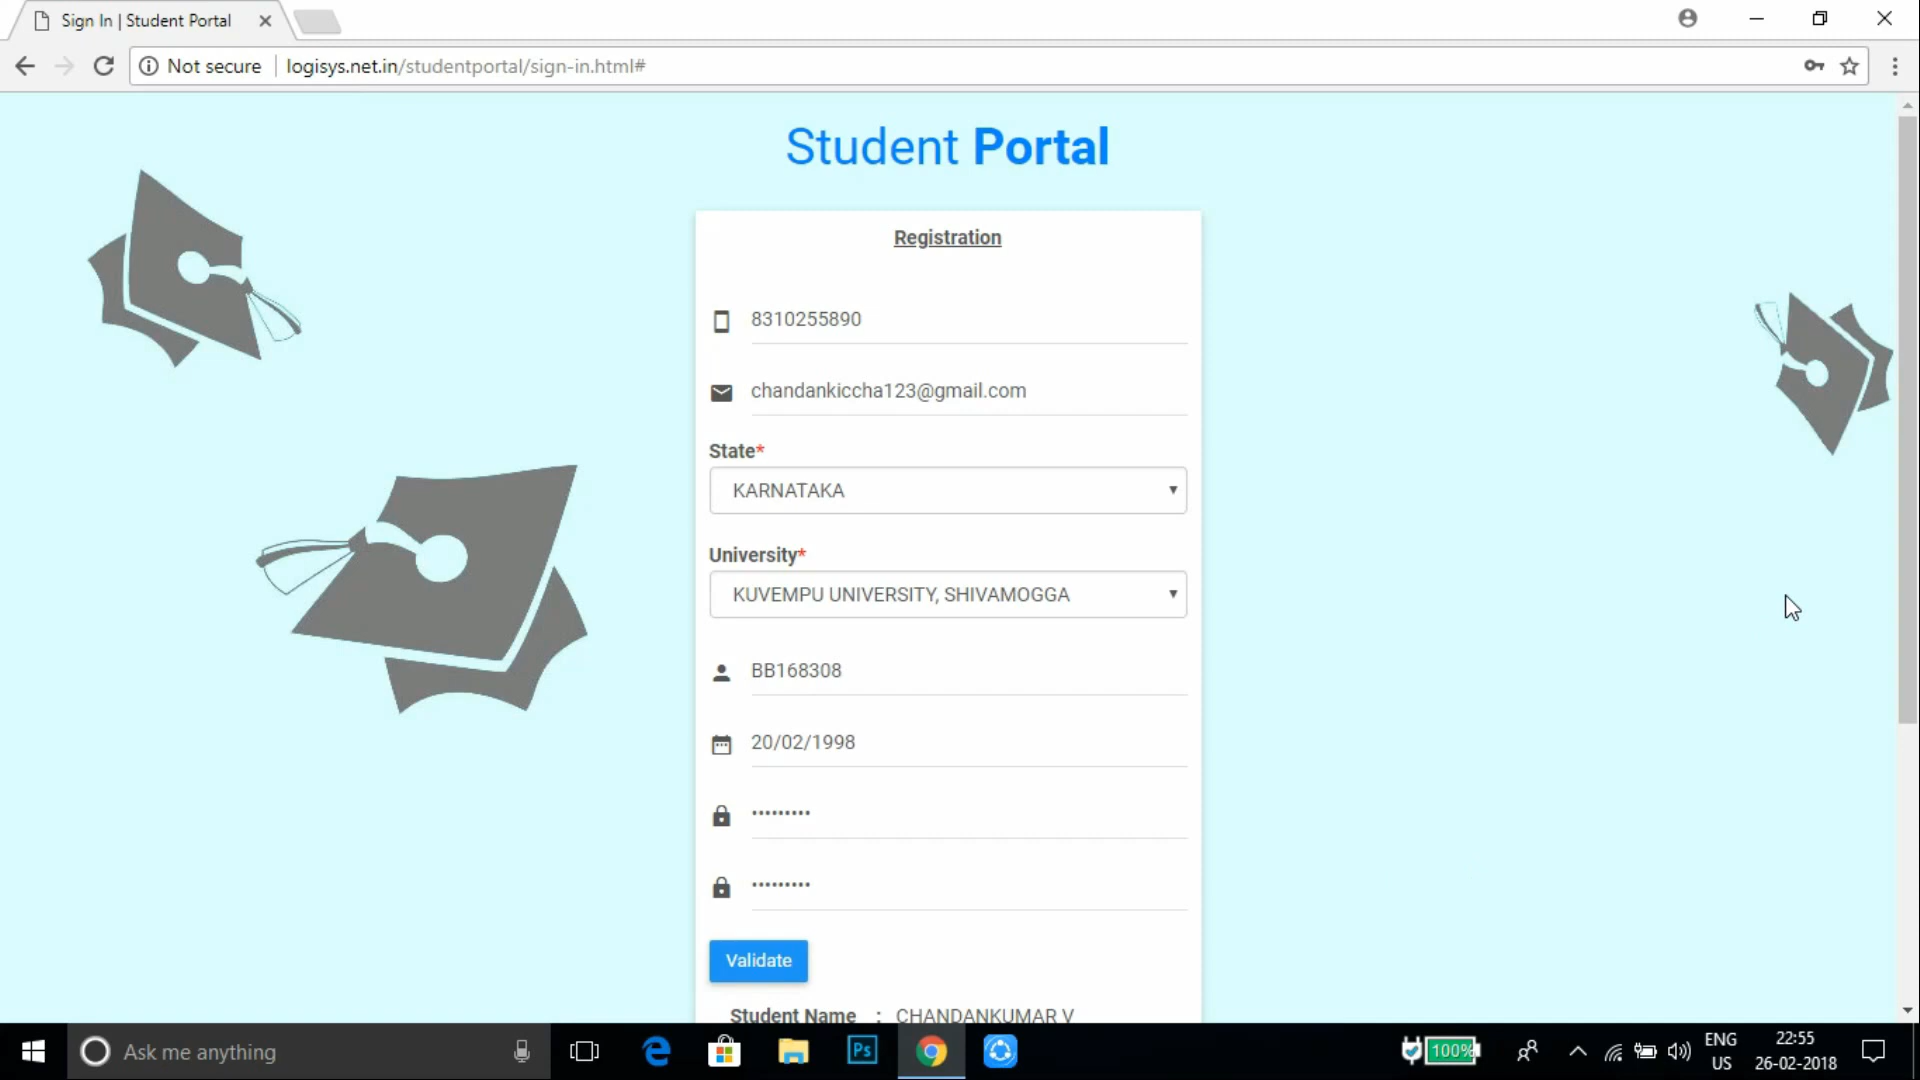 Sign In | Student Portal
Not secure
logisys.net.in/studentportal/sign-in.html#
Student Portal
Registration
8310255890
chandankiccha123@gmail.com
State*
KARNATAKA
University*
KUVEMPU UNIVERSITY, SHIVAMOGGA
BB168308
20/02/1998
•••••••••
•••••••••
Validate
Student Name : CHANDANKUMAR V
Ask me anything
Ps
100%
ENG
US
22:55
26-02-2018